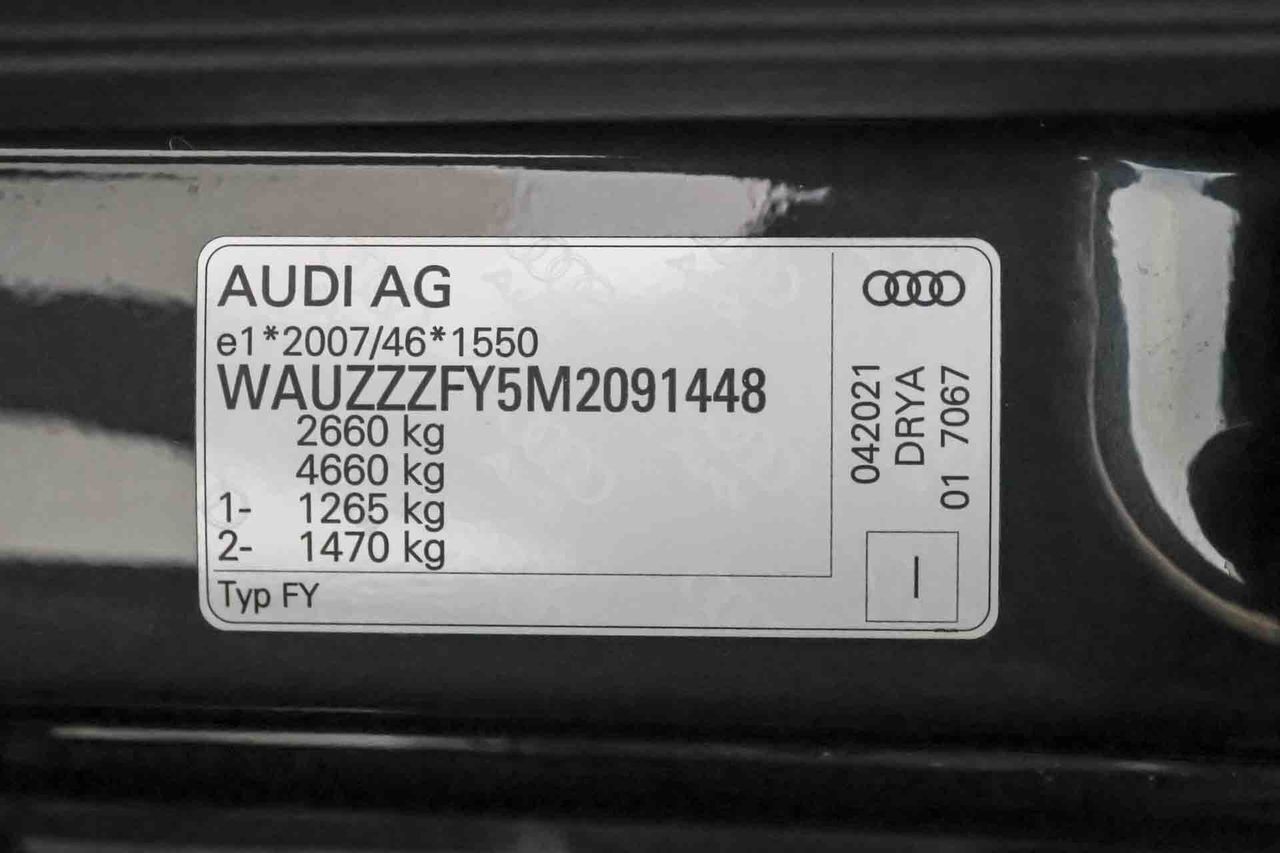 AUDI AG
e1*2007/46*1550
WAUZZZFY5M2091448
2660 kg
4660 kg
1- 1265 kg
2- 1470 kg
Typ FY
042021
DRYA
01 7067
I